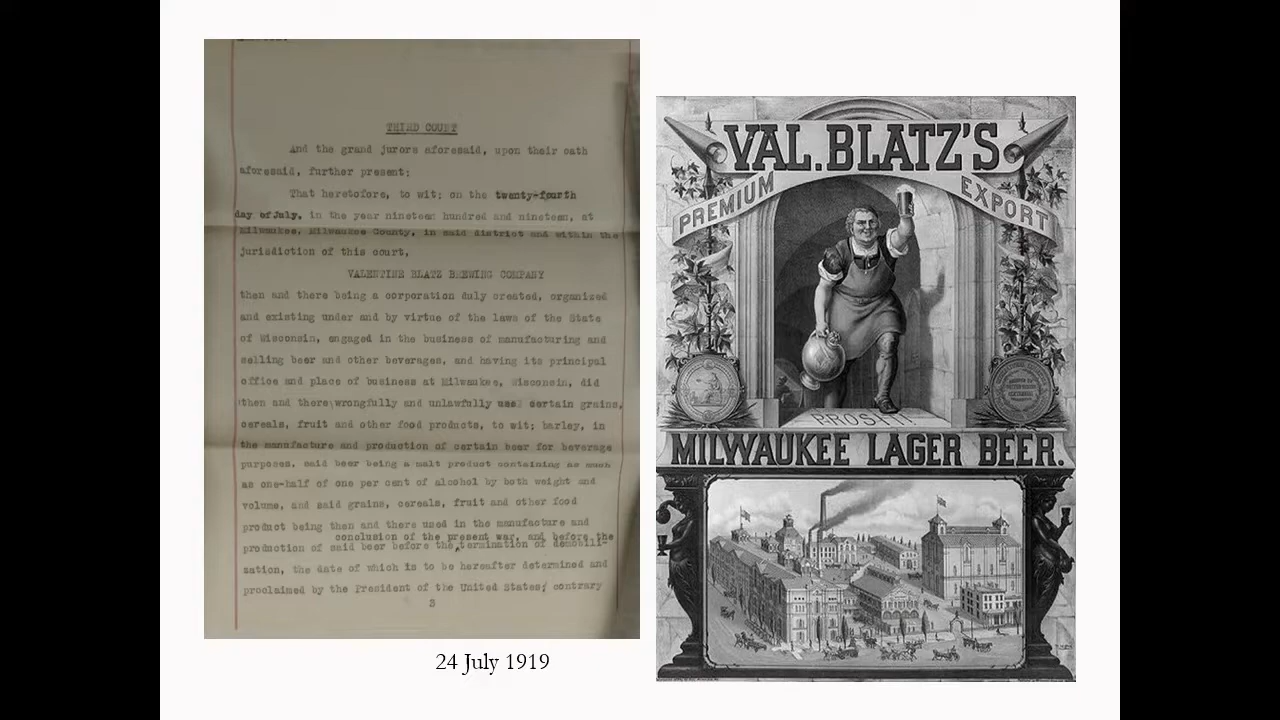 THIRD COURT
And the grand jurors aforesaid, upon their oath
aforesaid, further present;
That heretofore, to wit; on the twenty-fourth
day of July, in the year nineteen hundred and nineteen, at
Milwaukee, Milwaukee County, in said district and within the
jurisdiction of this court,
VALENTINE BLATZ BREWING COMPANY
then and there being a corporation duly created, organized
and existing under and by virtue of the laws of the State
of Wisconsin, engaged in the business of manufacturing and
selling beer and other beverages, and having its principal
office and place of business at Milwaukee, Wisconsin, did
then and there wrongfully and unlawfully use certain grains,
cereals, fruit and other food products, to wit; barley, in
the manufacture and production of certain beer for beverage
purposes, said beer being a malt product containing as much
as one-half of one per cent of alcohol by both weight and
volume, and said grains, cereals, fruit and other food
product being then and there used in the manufacture and
conclusion of the present war, and before the
production of said beer before the termination of demobili-
sation, the date of which is to be hereafter determined and
proclaimed by the President of the United States; contrary
3
24 July 1919
VAL. BLATZ'S
PREMIUM EXPORT
PROSIT!
MILWAUKEE LAGER BEER.